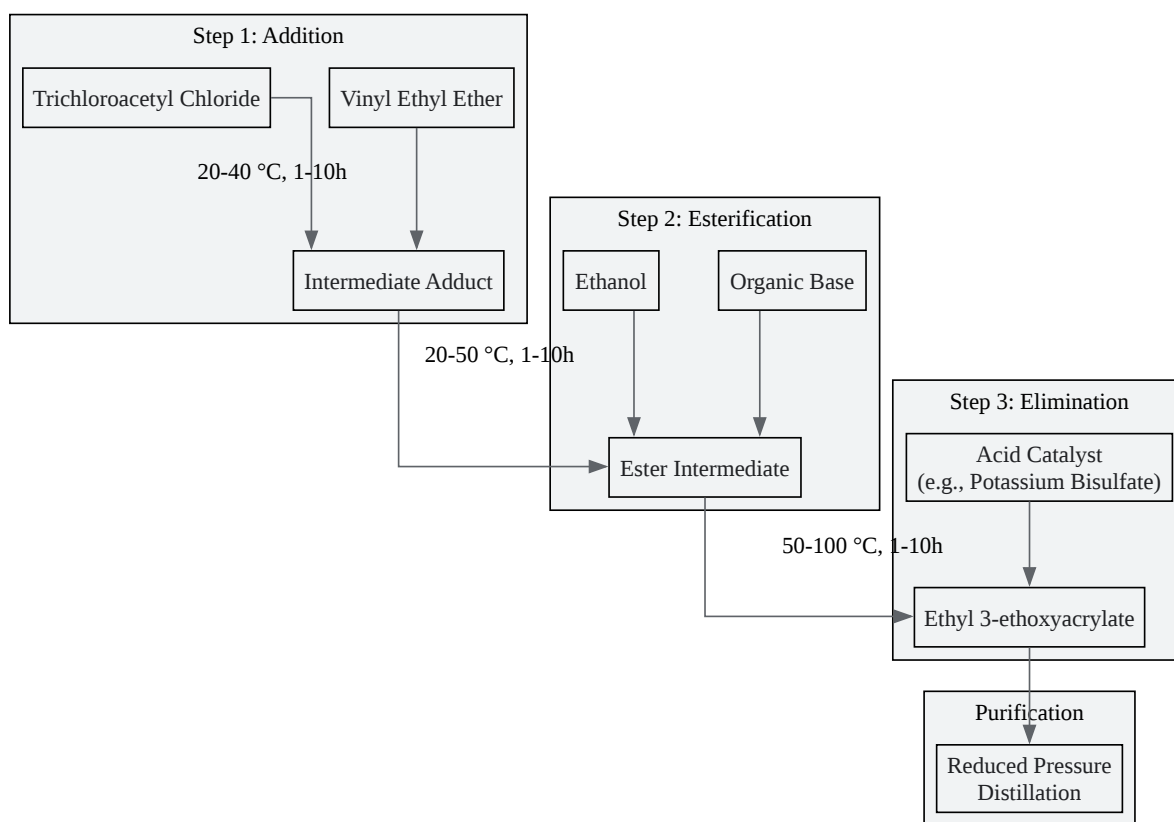 Step 1: Addition
Trichloroacetyl Chloride
Vinyl Ethyl Ether
20-40 °C, 1-10h
Intermediate Adduct
Step 2: Esterification
Ethanol
Organic Base
20-50 °C, 1-10h
Ester Intermediate
Step 3: Elimination
Acid Catalyst
(e.g., Potassium Bisulfate)
50-100 °C, 1-10h
Ethyl 3-ethoxyacrylate
Purification
Reduced Pressure
Distillation